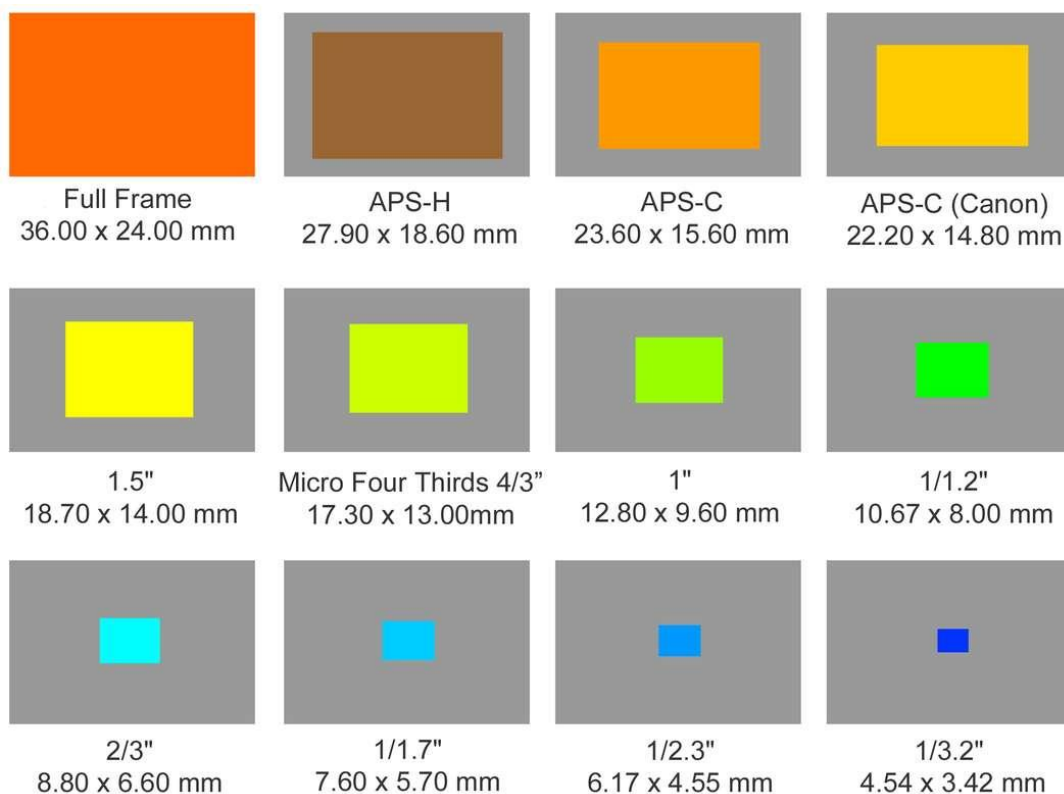 Full Frame
36.00 x 24.00 mm
APS-H
27.90 x 18.60 mm
APS-C
23.60 x 15.60 mm
APS-C (Canon)
22.20 x 14.80 mm
1.5"
18.70 x 14.00 mm
Micro Four Thirds 4/3”
17.30 x 13.00mm
1"
12.80 x 9.60 mm
1/1.2"
10.67 x 8.00 mm
2/3"
8.80 x 6.60 mm
1/1.7"
7.60 x 5.70 mm
1/2.3"
6.17 x 4.55 mm
1/3.2"
4.54 x 3.42 mm